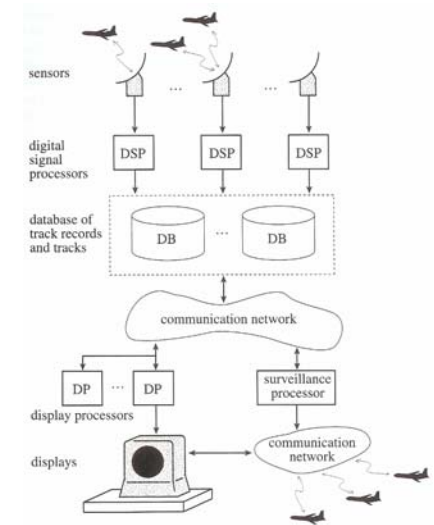 sensors
... ...
digital
signal
processors
DSP DSP DSP
database of
track records
and tracks
DB ... DB
communication network
DP ... DP
surveillance
processor
display processors
displays
communication
network